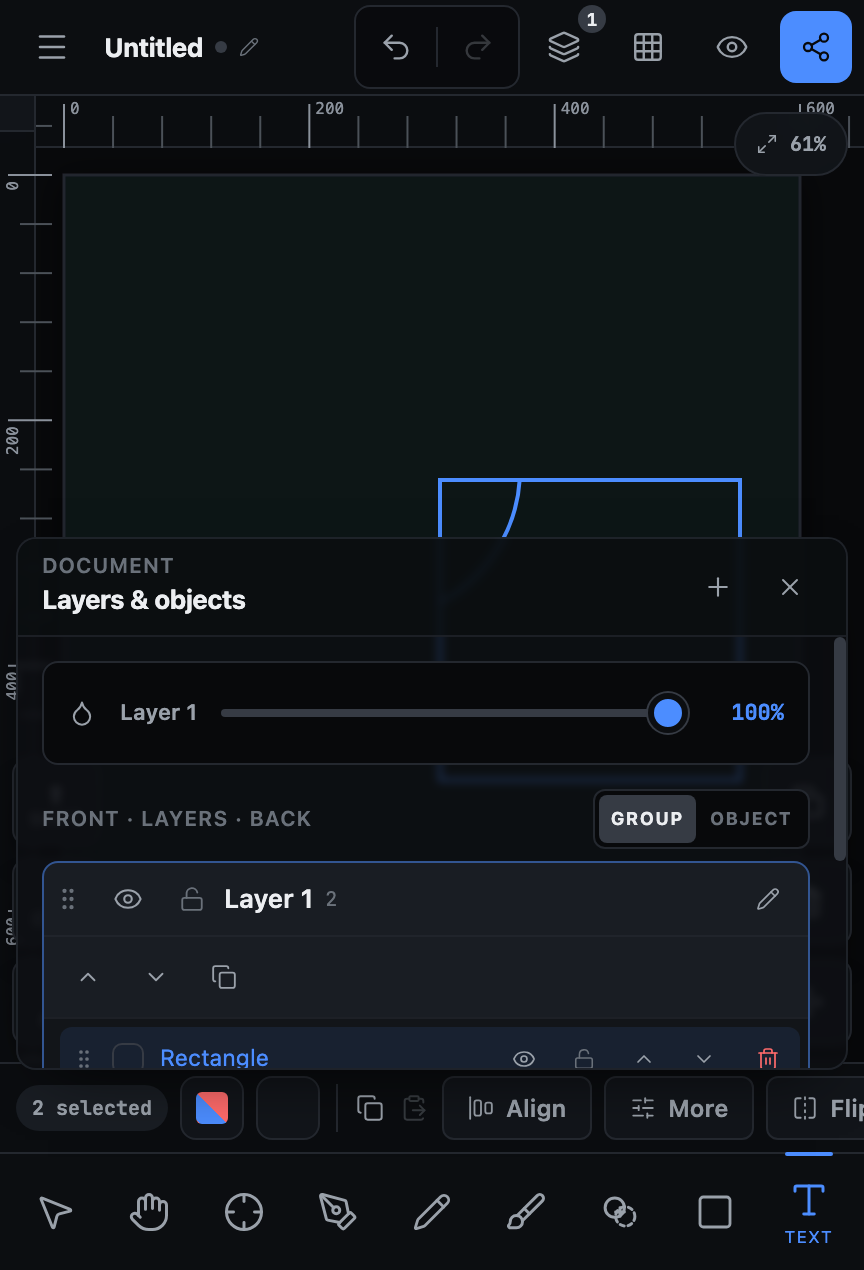 Untitled
1
0 200 400 600
61%
0
200
400
600
DOCUMENT
Layers & objects
Layer 1 100%
FRONT · LAYERS · BACK GROUP OBJECT
Layer 1 2
Rectangle
2 selected Align More Flip
TEXT